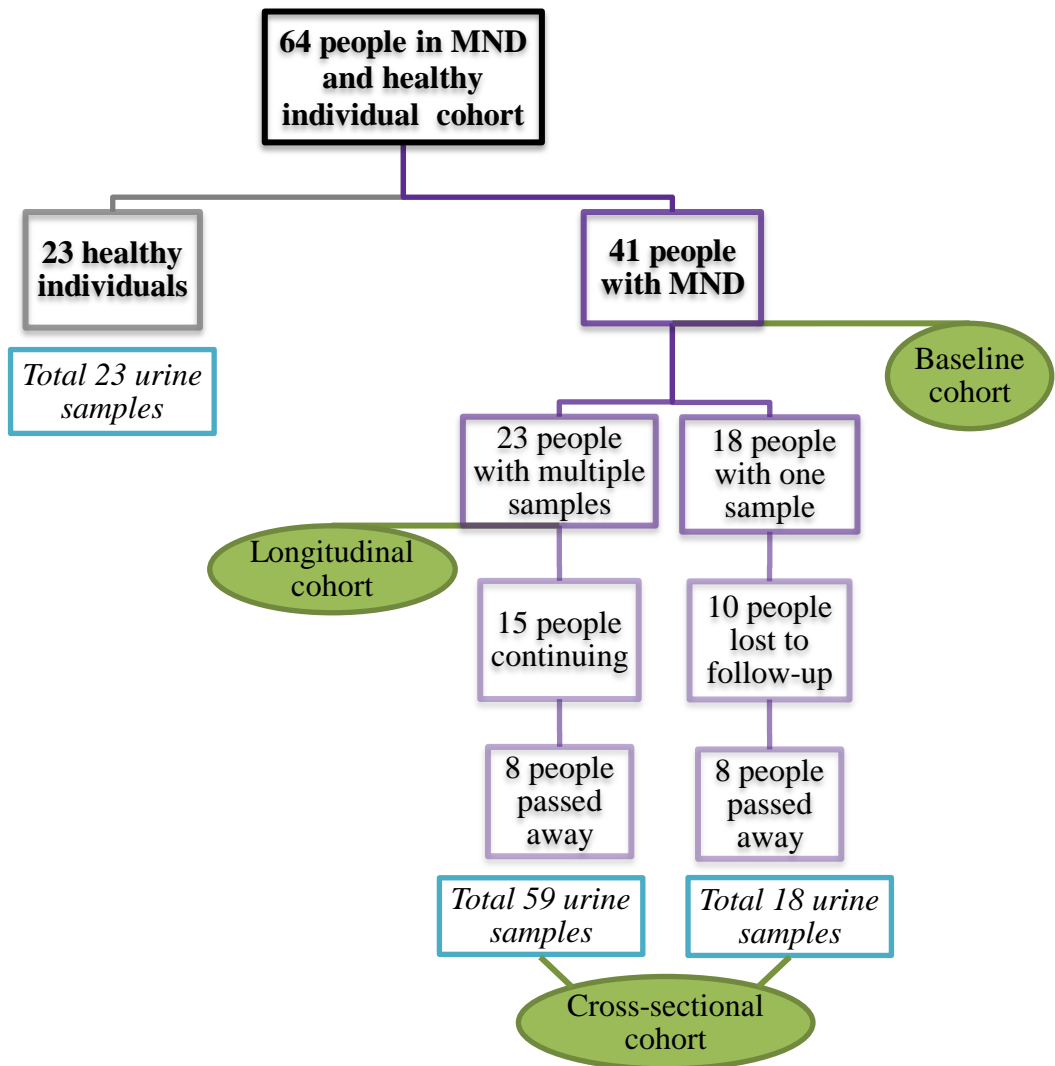 64 people in MND
and healthy
individual cohort
23 healthy
individuals
41 people
with MND
Total 23 urine
samples
Baseline
cohort
23 people
with multiple
samples
18 people
with one
sample
Longitudinal
cohort
15 people
continuing
10 people
lost to
follow-up
8 people
passed
away
8 people
passed
away
Total 59 urine
samples
Total 18 urine
samples
Cross-sectional
cohort